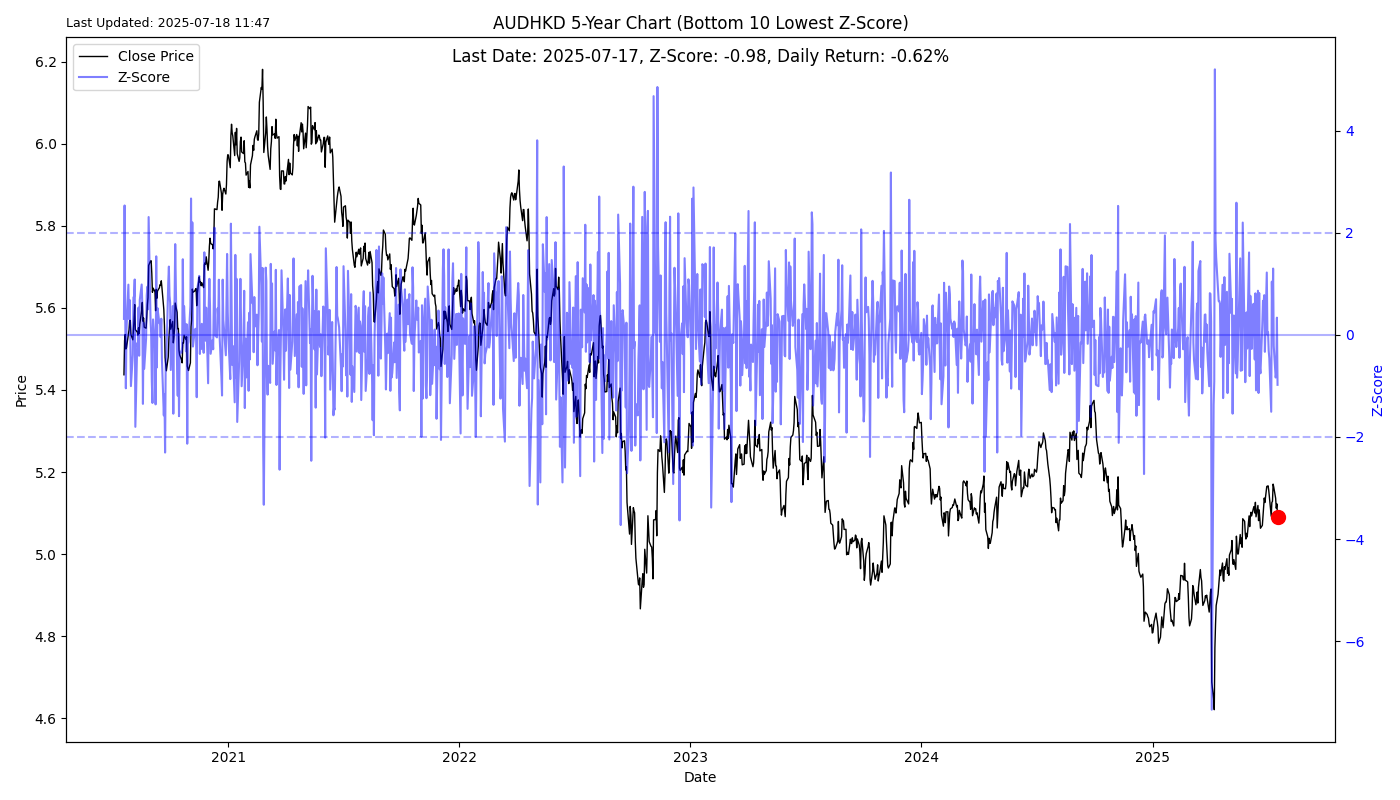 Last Updated: 2025-07-18 11:47
AUDHKD 5-Year Chart (Bottom 10 Lowest Z-Score)
Last Date: 2025-07-17, Z-Score: -0.98, Daily Return: -0.62%
Close Price
Z-Score
6.2
6.0
5.8
5.6
5.4
5.2
5.0
4.8
4.6
Price
4
2
0
−2
−4
−6
Z-Score
2021
2022
2023
2024
2025
Date